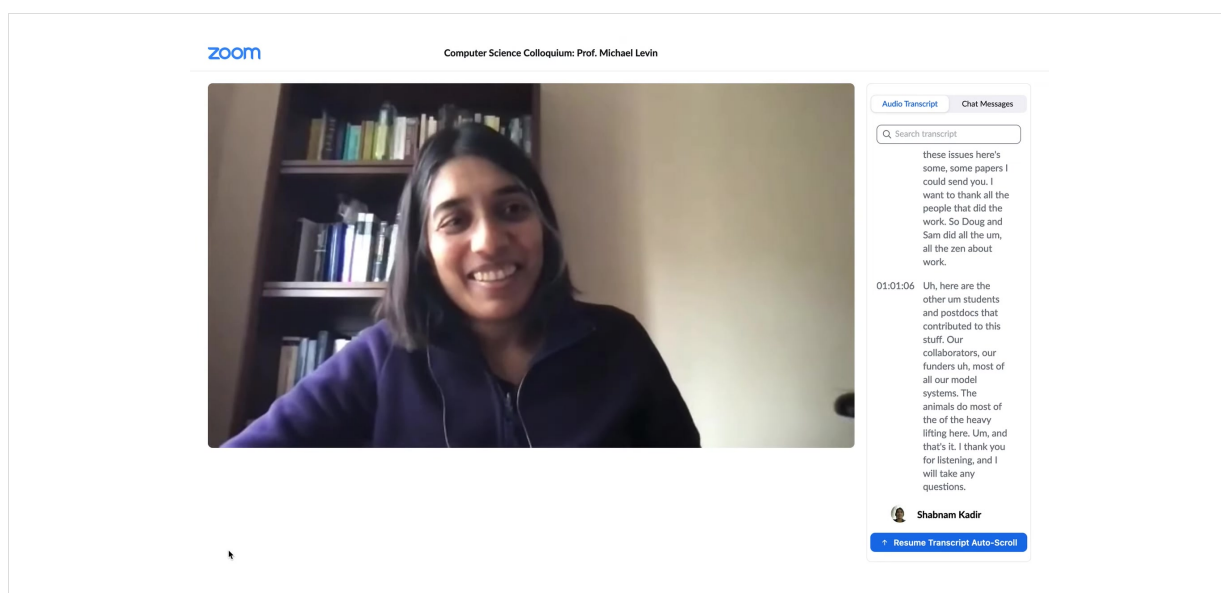 zoom
Computer Science Colloquium: Prof. Michael Levin
Audio Transcript
Chat Messages
Search transcript
these issues here's
some, some papers I
could send you. I
want to thank all the
people that did the
work. So Doug and
Sam did all the um,
all the zen about
work.
01:01:06 Uh, here are the
other um students
and postdocs that
contributed to this
stuff. Our
collaborators, our
funders uh, most of
all our model
systems. The
animals do most of
the of the heavy
lifting here. Um, and
that's it. I thank you
for listening, and I
will take any
questions.
Shabnam Kadir
↑ Resume Transcript Auto-Scroll